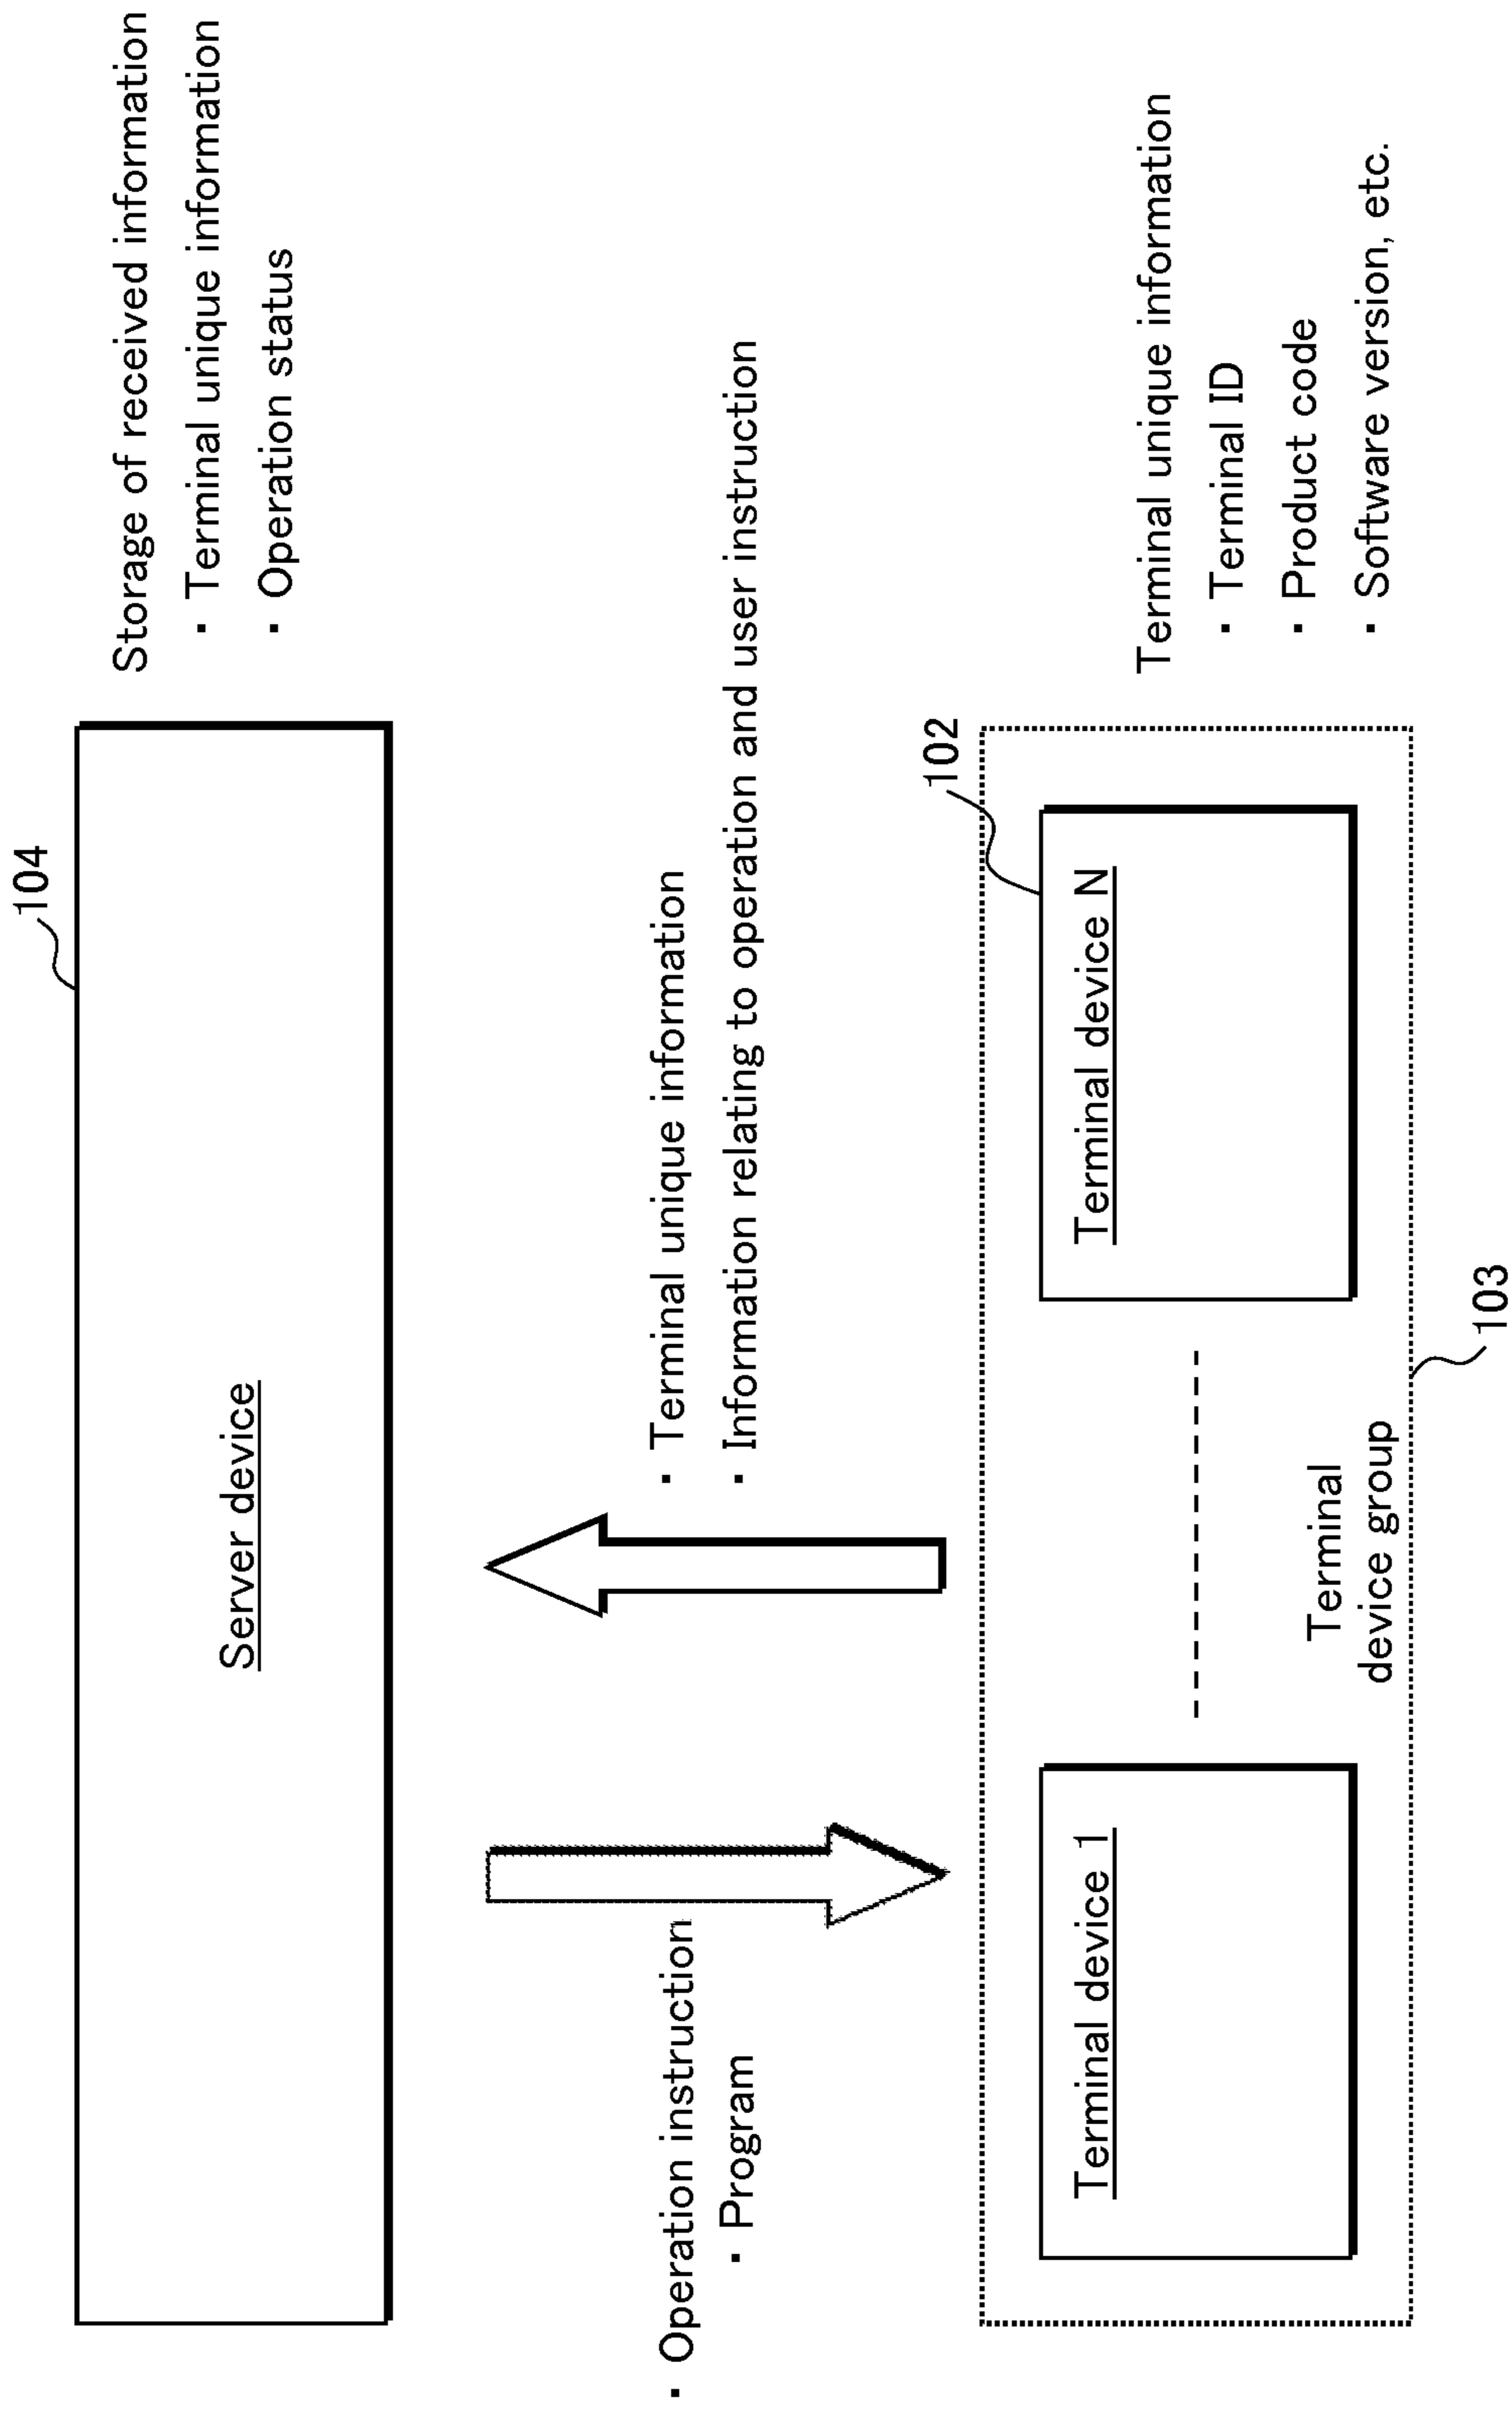 104
Server device
Storage of received information
・Terminal unique information
・Operation status
・Operation instruction
・Program
・Terminal unique information
・Information relating to operation and user instruction
102
Terminal device 1
Terminal device N
Terminal
device group
103
Terminal unique information
・Terminal ID
・Product code
・Software version, etc.